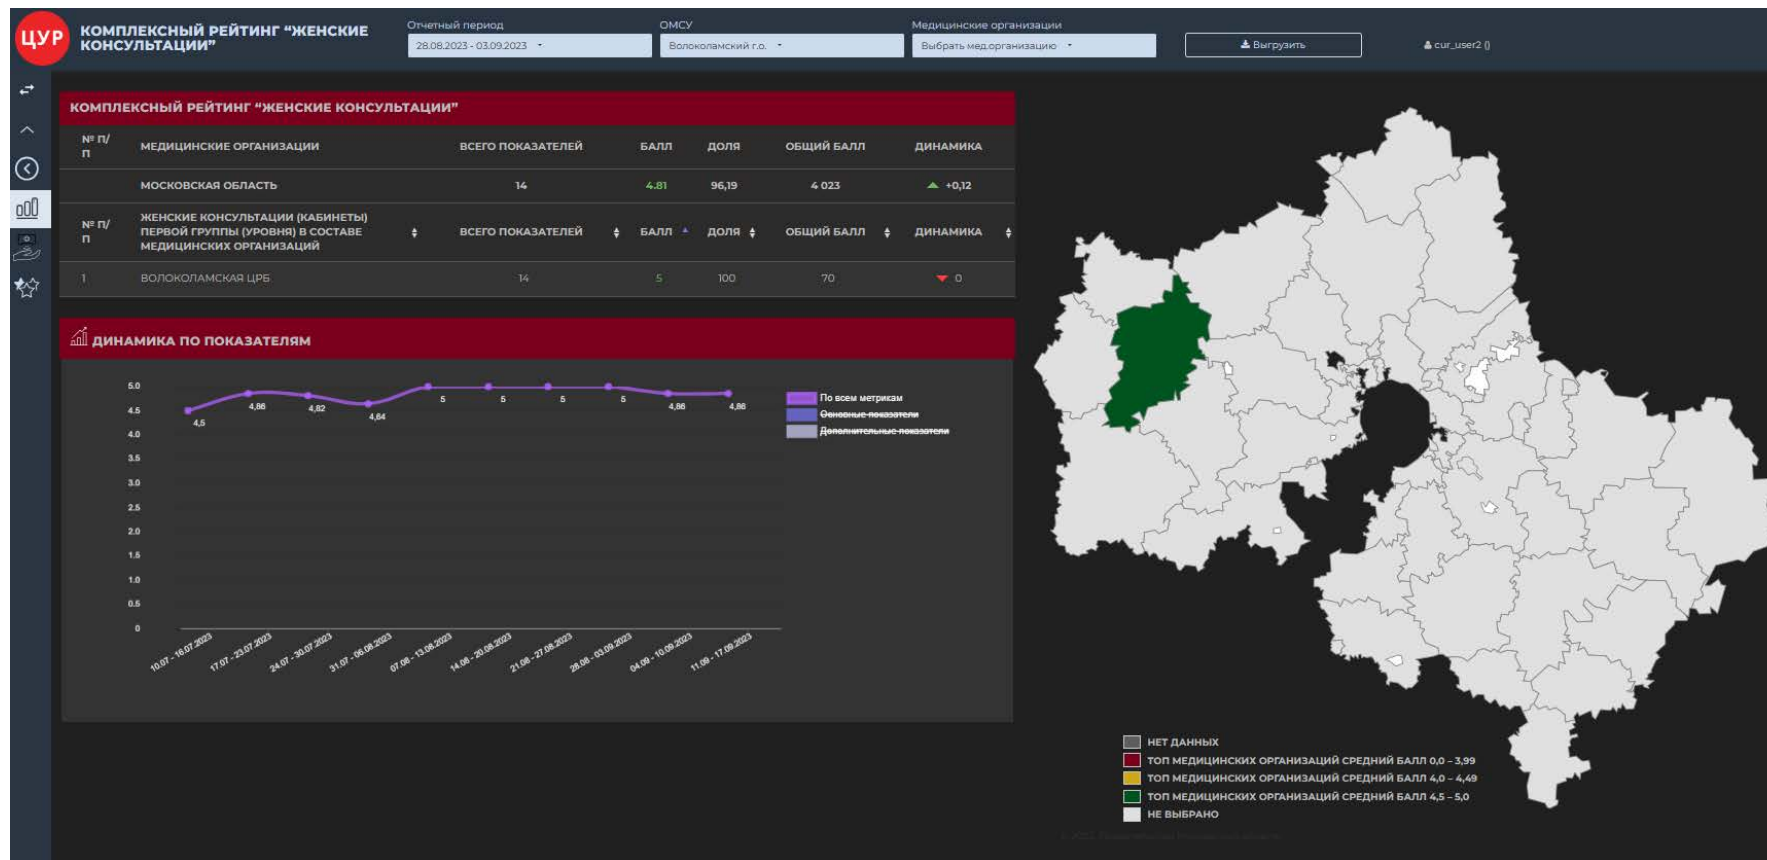 ЦУР
КОМПЛЕКСНЫЙ РЕЙТИНГ “ЖЕНСКИЕ
КОНСУЛЬТАЦИИ”
Отчетный период
28.08.2023 - 03.09.2023
ОМСУ
Волоколамский г.о.
Медицинские организации
Выбрать мед.организацию
Выгрузить
cur_user2 ()
КОМПЛЕКСНЫЙ РЕЙТИНГ “ЖЕНСКИЕ КОНСУЛЬТАЦИИ”
№ П/
П
МЕДИЦИНСКИЕ ОРГАНИЗАЦИИ
ВСЕГО ПОКАЗАТЕЛЕЙ
БАЛЛ
ДОЛЯ
ОБЩИЙ БАЛЛ
ДИНАМИКА
МОСКОВСКАЯ ОБЛАСТЬ
14
4.81
96,19
4 023
+0,12
№ П/
П
ЖЕНСКИЕ КОНСУЛЬТАЦИИ (КАБИНЕТЫ)
ПЕРВОЙ ГРУППЫ (УРОВНЯ) В СОСТАВЕ
МЕДИЦИНСКИХ ОРГАНИЗАЦИЙ
ВСЕГО ПОКАЗАТЕЛЕЙ
БАЛЛ
ДОЛЯ
ОБЩИЙ БАЛЛ
ДИНАМИКА
1
ВОЛОКОЛАМСКАЯ ЦРБ
14
5
100
70
0
ДИНАМИКА ПО ПОКАЗАТЕЛЯМ
5.0
4.5
4.0
3.5
3.0
2.5
2.0
1.5
1.0
0.5
0
4,5
4,86
4,82
4,64
5
5
5
5
4,86
4,86
10.07 - 16.07.2023
17.07 - 23.07.2023
24.07 - 30.07.2023
31.07 - 06.08.2023
07.08 - 13.08.2023
14.08 - 20.08.2023
21.08 - 27.08.2023
28.08 - 03.09.2023
04.09 - 10.09.2023
11.09 - 17.09.2023
По всем метрикам
Основные показатели
Дополнительные показатели
НЕТ ДАННЫХ
ТОП МЕДИЦИНСКИХ ОРГАНИЗАЦИЙ СРЕДНИЙ БАЛЛ 0,0 – 3,99
ТОП МЕДИЦИНСКИХ ОРГАНИЗАЦИЙ СРЕДНИЙ БАЛЛ 4,0 – 4,49
ТОП МЕДИЦИНСКИХ ОРГАНИЗАЦИЙ СРЕДНИЙ БАЛЛ 4,5 – 5,0
НЕ ВЫБРАНО